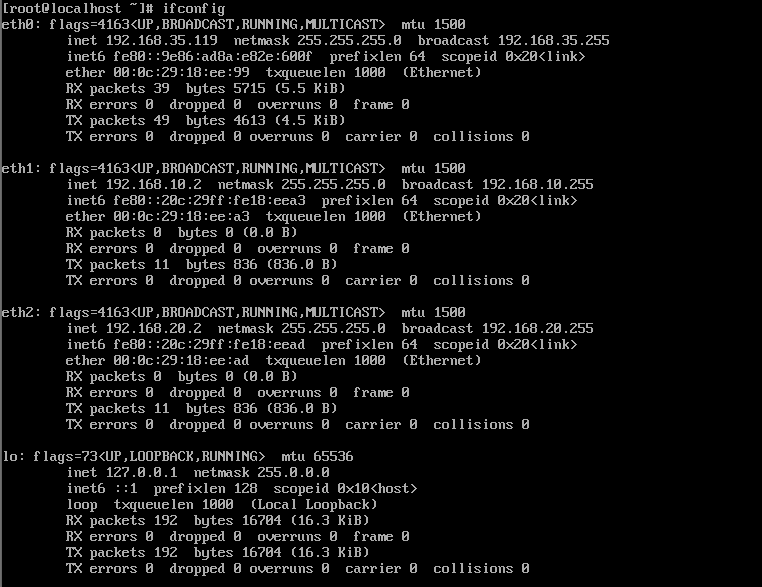 [root@localhost ~]# ifconfig
eth0: flags=4163<UP,BROADCAST,RUNNING,MULTICAST>  mtu 1500
        inet 192.168.35.119  netmask 255.255.255.0  broadcast 192.168.35.255
        inet6 fe80::9e86:ad8a:e82e:600f  prefixlen 64  scopeid 0x20<link>
        ether 00:0c:29:18:ee:99  txqueuelen 1000  (Ethernet)
        RX packets 39  bytes 5715 (5.5 KiB)
        RX errors 0  dropped 0  overruns 0  frame 0
        TX packets 49  bytes 4613 (4.5 KiB)
        TX errors 0  dropped 0 overruns 0  carrier 0  collisions 0

eth1: flags=4163<UP,BROADCAST,RUNNING,MULTICAST>  mtu 1500
        inet 192.168.10.2  netmask 255.255.255.0  broadcast 192.168.10.255
        inet6 fe80::20c:29ff:fe18:eea3  prefixlen 64  scopeid 0x20<link>
        ether 00:0c:29:18:ee:a3  txqueuelen 1000  (Ethernet)
        RX packets 0  bytes 0 (0.0 B)
        RX errors 0  dropped 0  overruns 0  frame 0
        TX packets 11  bytes 836 (836.0 B)
        TX errors 0  dropped 0 overruns 0  carrier 0  collisions 0

eth2: flags=4163<UP,BROADCAST,RUNNING,MULTICAST>  mtu 1500
        inet 192.168.20.2  netmask 255.255.255.0  broadcast 192.168.20.255
        inet6 fe80::20c:29ff:fe18:eead  prefixlen 64  scopeid 0x20<link>
        ether 00:0c:29:18:ee:ad  txqueuelen 1000  (Ethernet)
        RX packets 0  bytes 0 (0.0 B)
        RX errors 0  dropped 0  overruns 0  frame 0
        TX packets 11  bytes 836 (836.0 B)
        TX errors 0  dropped 0 overruns 0  carrier 0  collisions 0

lo: flags=73<UP,LOOPBACK,RUNNING>  mtu 65536
        inet 127.0.0.1  netmask 255.0.0.0
        inet6 ::1  prefixlen 128  scopeid 0x10<host>
        loop  txqueuelen 1000  (Local Loopback)
        RX packets 192  bytes 16704 (16.3 KiB)
        RX errors 0  dropped 0  overruns 0  frame 0
        TX packets 192  bytes 16704 (16.3 KiB)
        TX errors 0  dropped 0 overruns 0  carrier 0  collisions 0